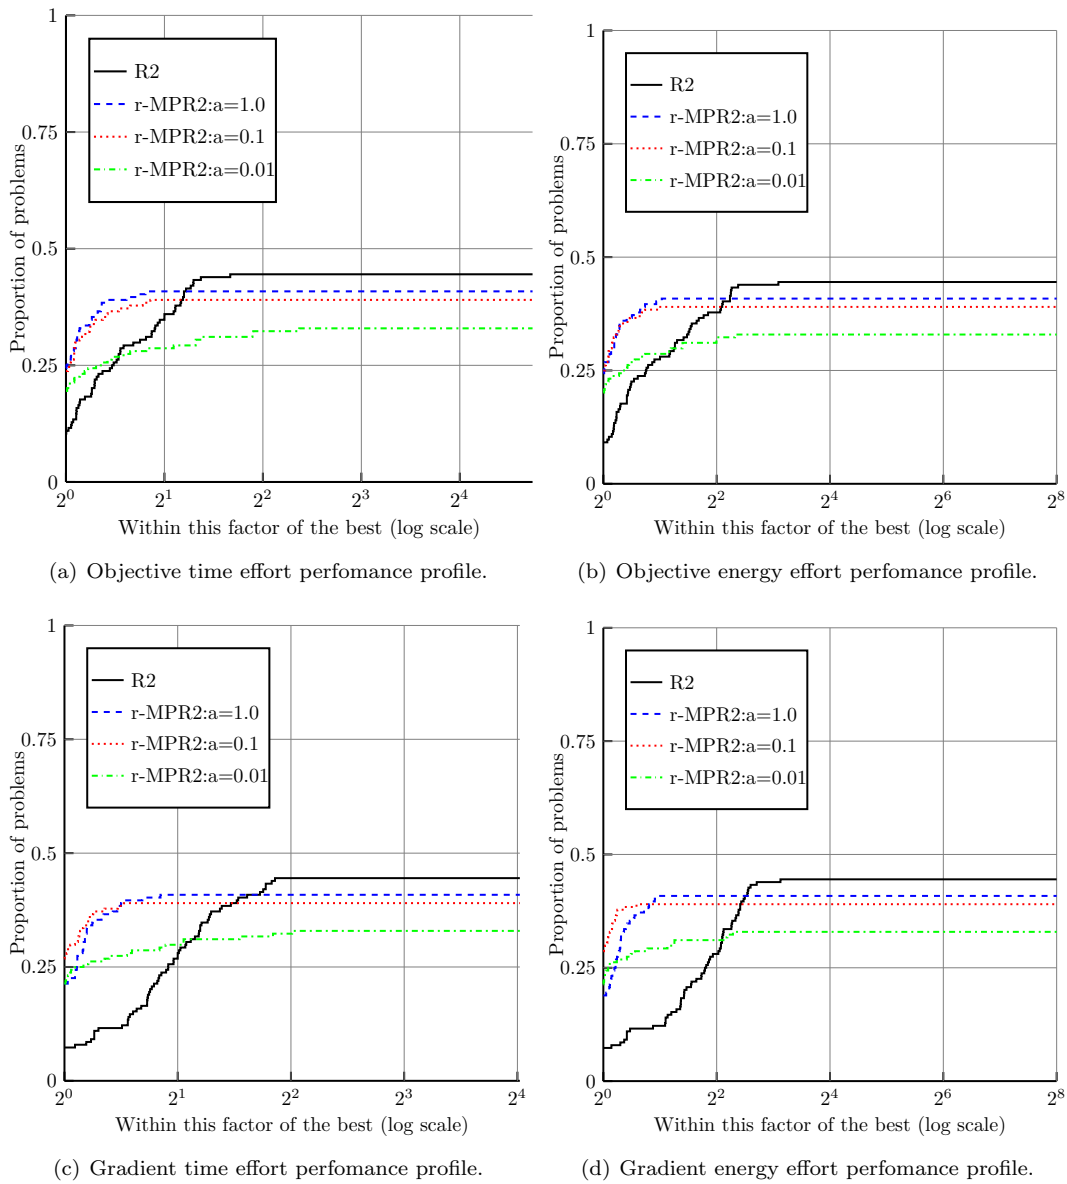 1
0.75
0.5
0.25
0
Proportion of problems
R2
r-MPR2:a=1.0
r-MPR2:a=0.1
r-MPR2:a=0.01
2^0 2^1 2^2 2^3 2^4
Within this factor of the best (log scale)
(a) Objective time effort perfomance profile.
1
0.75
0.5
0.25
0
Proportion of problems
R2
r-MPR2:a=1.0
r-MPR2:a=0.1
r-MPR2:a=0.01
2^0 2^2 2^4 2^6 2^8
Within this factor of the best (log scale)
(b) Objective energy effort perfomance profile.
1
0.75
0.5
0.25
0
Proportion of problems
R2
r-MPR2:a=1.0
r-MPR2:a=0.1
r-MPR2:a=0.01
2^0 2^1 2^2 2^3 2^4
Within this factor of the best (log scale)
(c) Gradient time effort perfomance profile.
1
0.75
0.5
0.25
0
Proportion of problems
R2
r-MPR2:a=1.0
r-MPR2:a=0.1
r-MPR2:a=0.01
2^0 2^2 2^4 2^6 2^8
Within this factor of the best (log scale)
(d) Gradient energy effort perfomance profile.